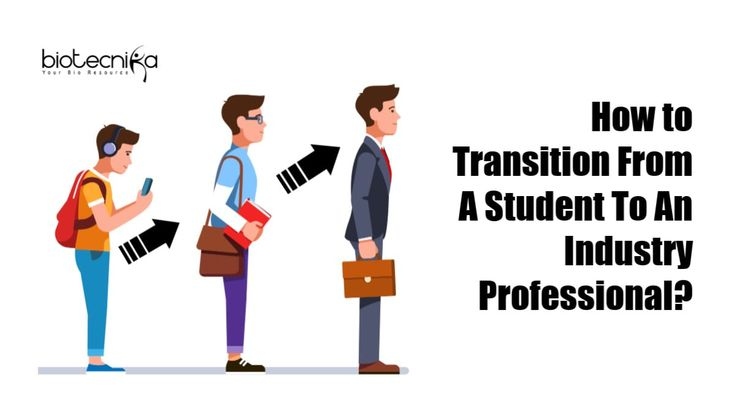 biotecnika
Your Bio Resource
How to
Transition From
A Student To An
Industry
Professional?